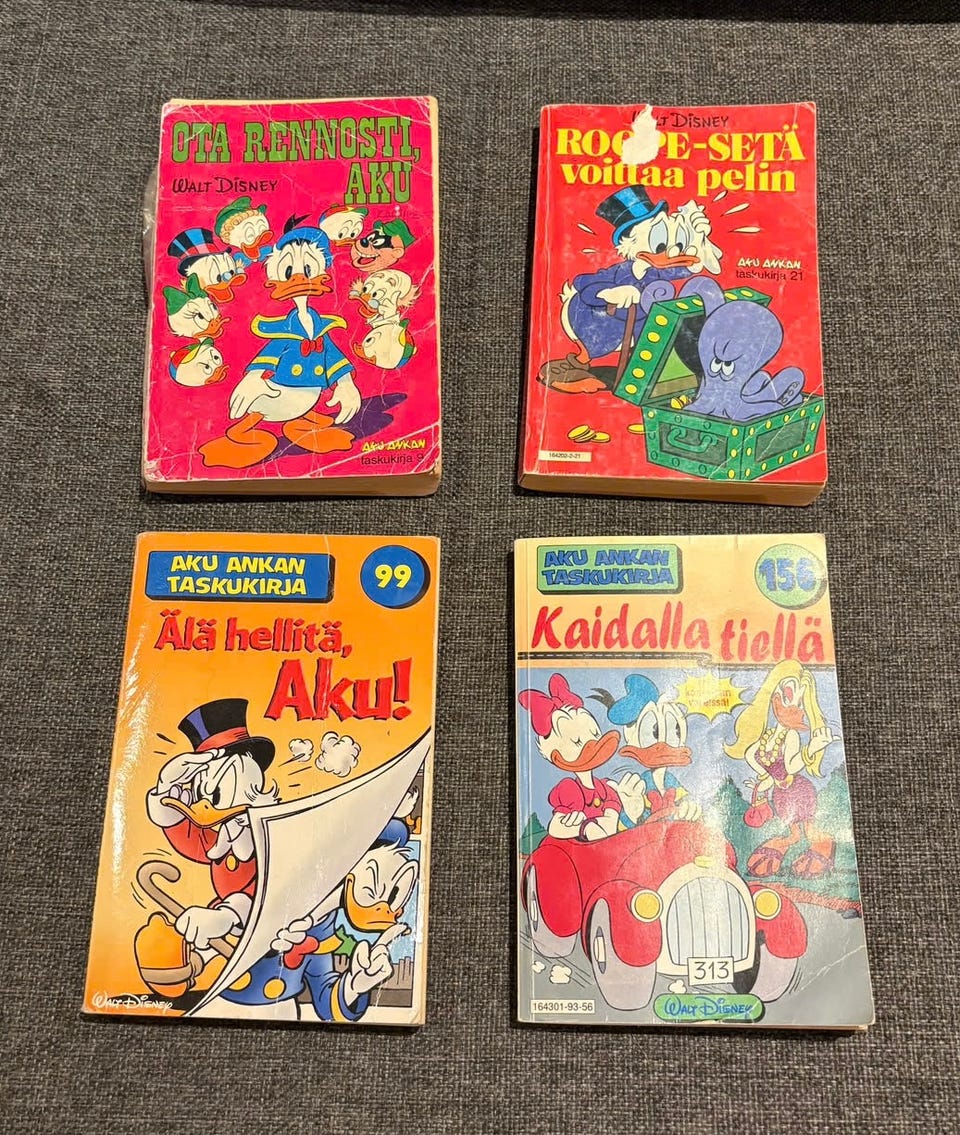 OTA RENNOSTI,
AKU
WALT DISNEY
AKU ANKAN
taskukirja 9
DISNEY
-SETÄ
voittaa pelin
AKU ANKAN
taskukirja 21
164202-2-21
AKU ANKAN
TASKUKIRJA
99
Älä hellitä,
Aku!
WALT DISNEY
AKU ANKAN
TASKUKIRJA
156
Kaidalla tiellä
313
164301-93-56
WALT DISNEY